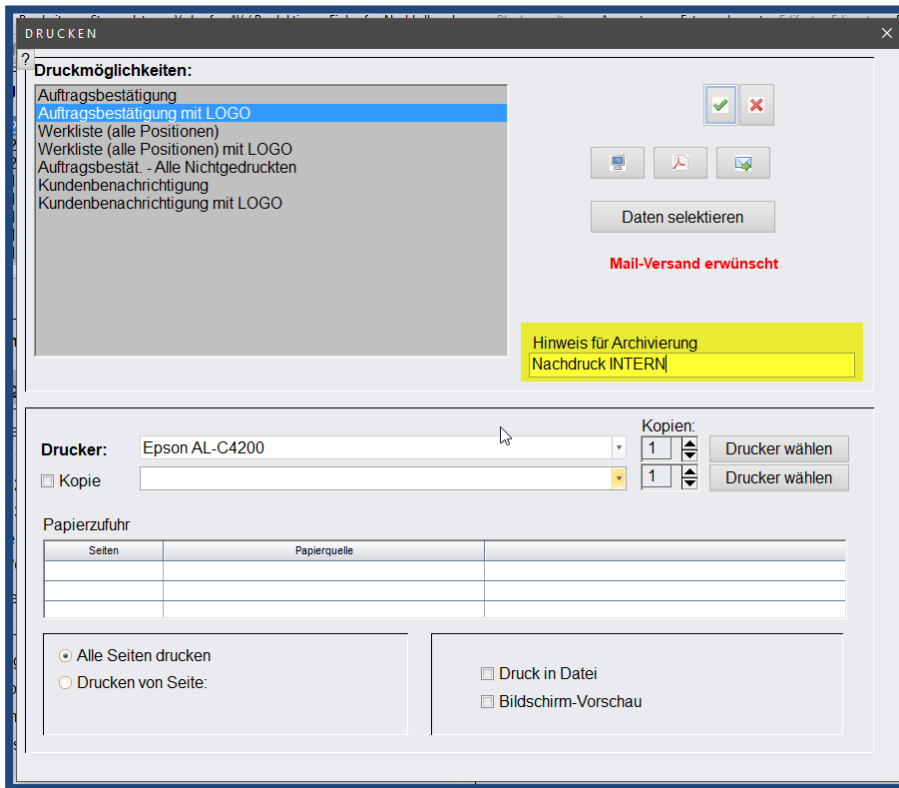 DRUCKEN
?
Druckmöglichkeiten:
Auftragsbestätigung
Auftragsbestätigung mit LOGO
Werkliste (alle Positionen)
Werkliste (alle Positionen) mit LOGO
Auftragsbestät. - Alle Nichtgedruckten
Kundenbenachrichtigung
Kundenbenachrichtigung mit LOGO
Daten selektieren
Mail-Versand erwünscht
Hinweis für Archivierung
Nachdruck INTERN
Kopien:
Drucker: Epson AL-C4200 1 Drucker wählen
Kopie 1 Drucker wählen
Papierzufuhr
Seiten Papierquelle
Alle Seiten drucken
Drucken von Seite:
Druck in Datei
Bildschirm-Vorschau